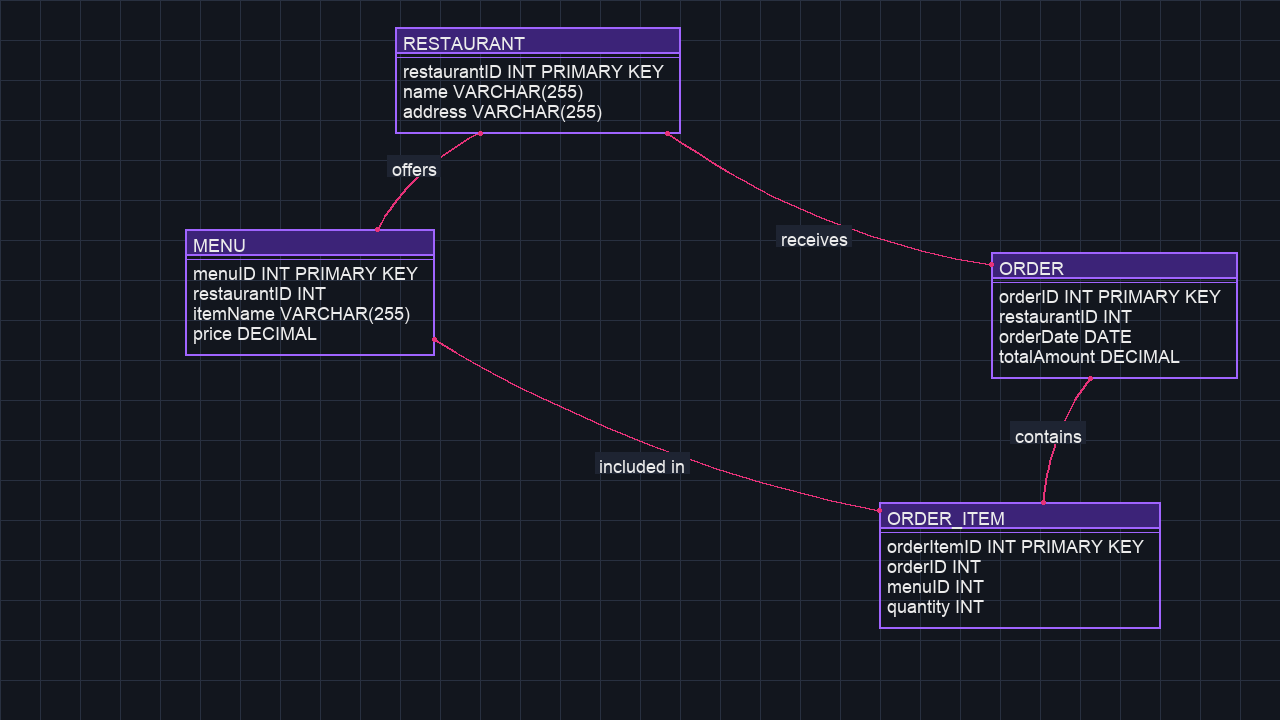 RESTAURANT
restaurantID INT PRIMARY KEY
name VARCHAR(255)
address VARCHAR(255)
offers
receives
MENU
menuID INT PRIMARY KEY
restaurantID INT
itemName VARCHAR(255)
price DECIMAL
ORDER
orderID INT PRIMARY KEY
restaurantID INT
orderDate DATE
totalAmount DECIMAL
contains
included in
ORDER_ITEM
orderItemID INT PRIMARY KEY
orderID INT
menuID INT
quantity INT